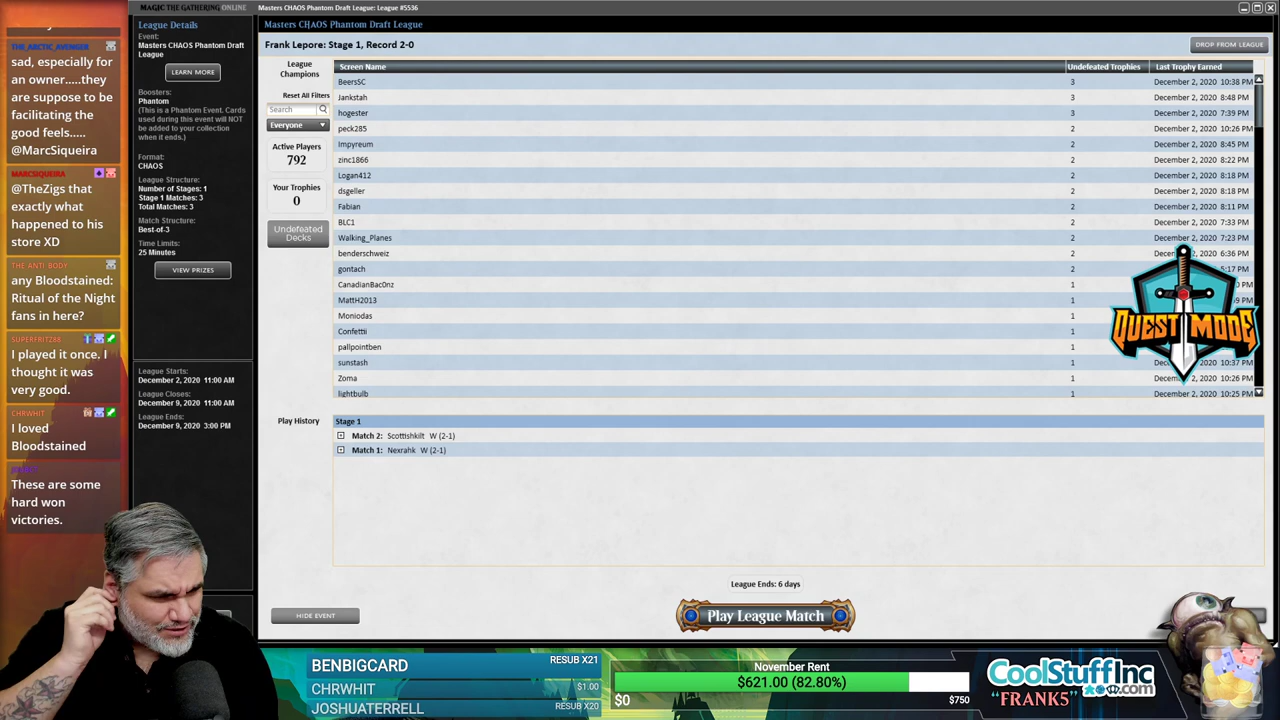 THE_ARCTIC_AVENGER
sad, especially for
an owner.....they
are suppose to be
facilitating the
good feels.....
@MarcSiqueira
MARCSIQUEIRA
@TheZigs that
exactly what
happened to his
store XD
THE ANTI BODY
any Bloodstained:
Ritual of the Night
fans in here?
SUPERFRITZ88
I played it once. I
thought it was
very good.
CHRWHIT
I loved
Bloodstained
These are some
hard won
victories.
MAGIC THE GATHERING ONLINE
Masters CHAOS Phantom Draft League: League #5536
League Details
Event:
Masters CHAOS Phantom Draft
League
LEARN MORE
Boosters:
Phantom
(This is a Phantom Event. Cards
used during this event will NOT
be added to your collection
when it ends.)
Format:
CHAOS
League Structure:
Number of Stages: 1
Stage 1 Matches: 3
Total Matches: 3
Match Structure:
Best-of-3
Time Limits:
25 Minutes
VIEW PRIZES
League Starts:
December 2, 2020 11:00 AM
League Closes:
December 9, 2020 11:00 AM
League Ends:
December 9, 2020 3:00 PM
Masters CHAOS Phantom Draft League
Frank Lepore: Stage 1, Record 2-0
DROP FROM LEAGUE
League
Champions
Reset All Filters
Search
Everyone
Active Players
792
Your Trophies
0
Undefeated
Decks
Screen Name Undefeated Trophies Last Trophy Earned
BeersSC 3 December 2, 2020 10:38 PM
Jankstah 3 December 2, 2020 8:48 PM
hogester 3 December 2, 2020 7:39 PM
peck285 2 December 2, 2020 10:26 PM
Impyreum 2 December 2, 2020 8:45 PM
zinc1866 2 December 2, 2020 8:22 PM
Logan412 2 December 2, 2020 8:18 PM
dsgeller 2 December 2, 2020 8:18 PM
Fabian 2 December 2, 2020 8:11 PM
BLC1 2 December 2, 2020 7:33 PM
Walking_Planes 2 December 2, 2020 7:23 PM
benderschweiz 2 2, 2020 6:36 PM
gontach 2 5:17 PM
CanadianBac0nz 1 PM
MattH2013 1 PM
Moniodas 1
Confettii 1
pallpointben 1
sunstash 1 10:37 PM
Zoma 1 2, 2020 10:26 PM
lightbulb 1 December 2, 2020 10:25 PM
QUEST MODE
Play History
Stage 1
Match 2: Scottishkilt W (2-1)
Match 1: Nexrahk W (2-1)
League Ends: 6 days
HIDE EVENT
Play League Match
BENBIGCARD RESUB X21
CHRWHIT $1.00
JOSHUATERRELL RESUB X20
November Rent
$621.00 (82.80%)
$0
$750
CoolStuffInc
.com
"FRANK5"